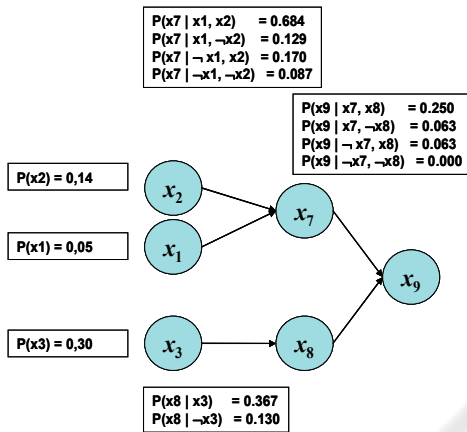 P(x7 | x1, x2) = 0.684
P(x7 | x1, ¬x2) = 0.129
P(x7 | ¬ x1, x2) = 0.170
P(x7 | ¬x1, ¬x2) = 0.087
P(x9 | x7, x8) = 0.250
P(x9 | x7, ¬x8) = 0.063
P(x9 | ¬ x7, x8) = 0.063
P(x9 | ¬x7, ¬x8) = 0.000
P(x2) = 0,14
x2
x7
P(x1) = 0,05
x1
x9
P(x3) = 0,30
x3
x8
P(x8 | x3) = 0.367
P(x8 | ¬x3) = 0.130